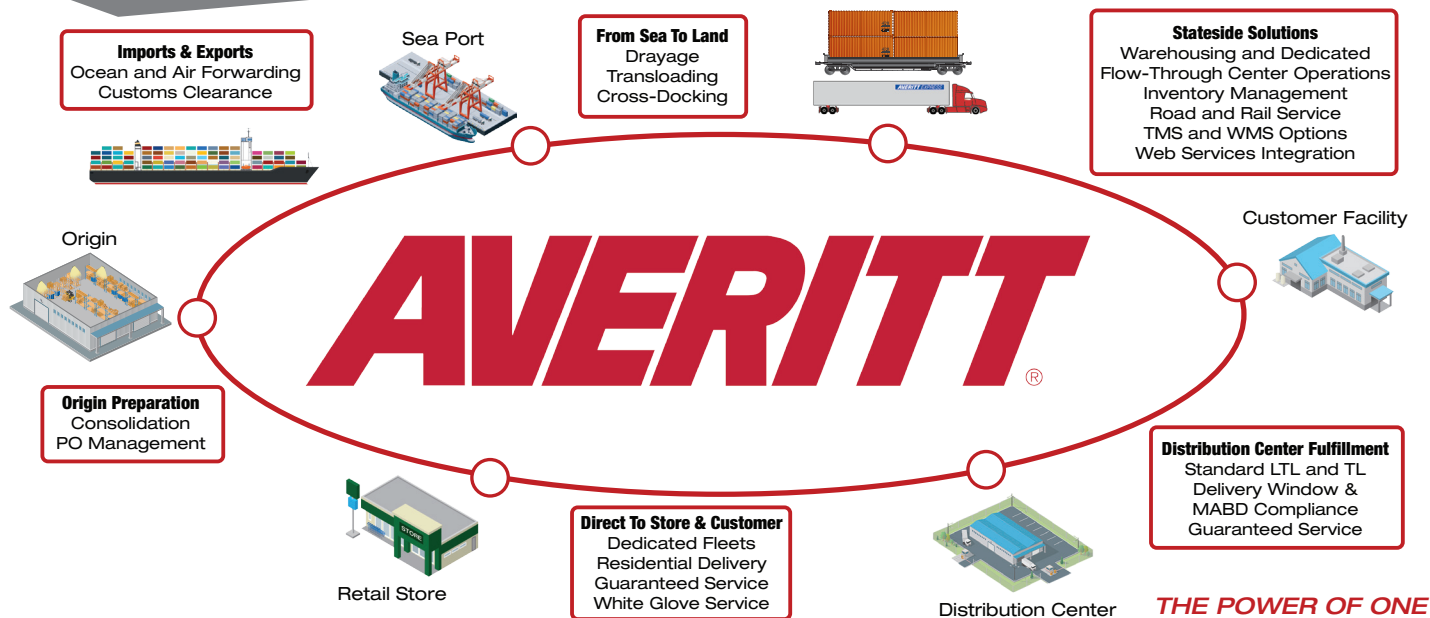 Imports & Exports
Ocean and Air Forwarding
Customs Clearance
Sea Port
From Sea To Land
Drayage
Transloading
Cross-Docking
AVERITT EXPRESS
Stateside Solutions
Warehousing and Dedicated
Flow-Through Center Operations
Inventory Management
Road and Rail Service
TMS and WMS Options
Web Services Integration
Origin
Customer Facility
AVERITT®
Origin Preparation
Consolidation
PO Management
STORE
Retail Store
Direct To Store & Customer
Dedicated Fleets
Residential Delivery
Guaranteed Service
White Glove Service
Distribution Center
Distribution Center Fulfillment
Standard LTL and TL
Delivery Window &
MABD Compliance
Guaranteed Service
THE POWER OF ONE